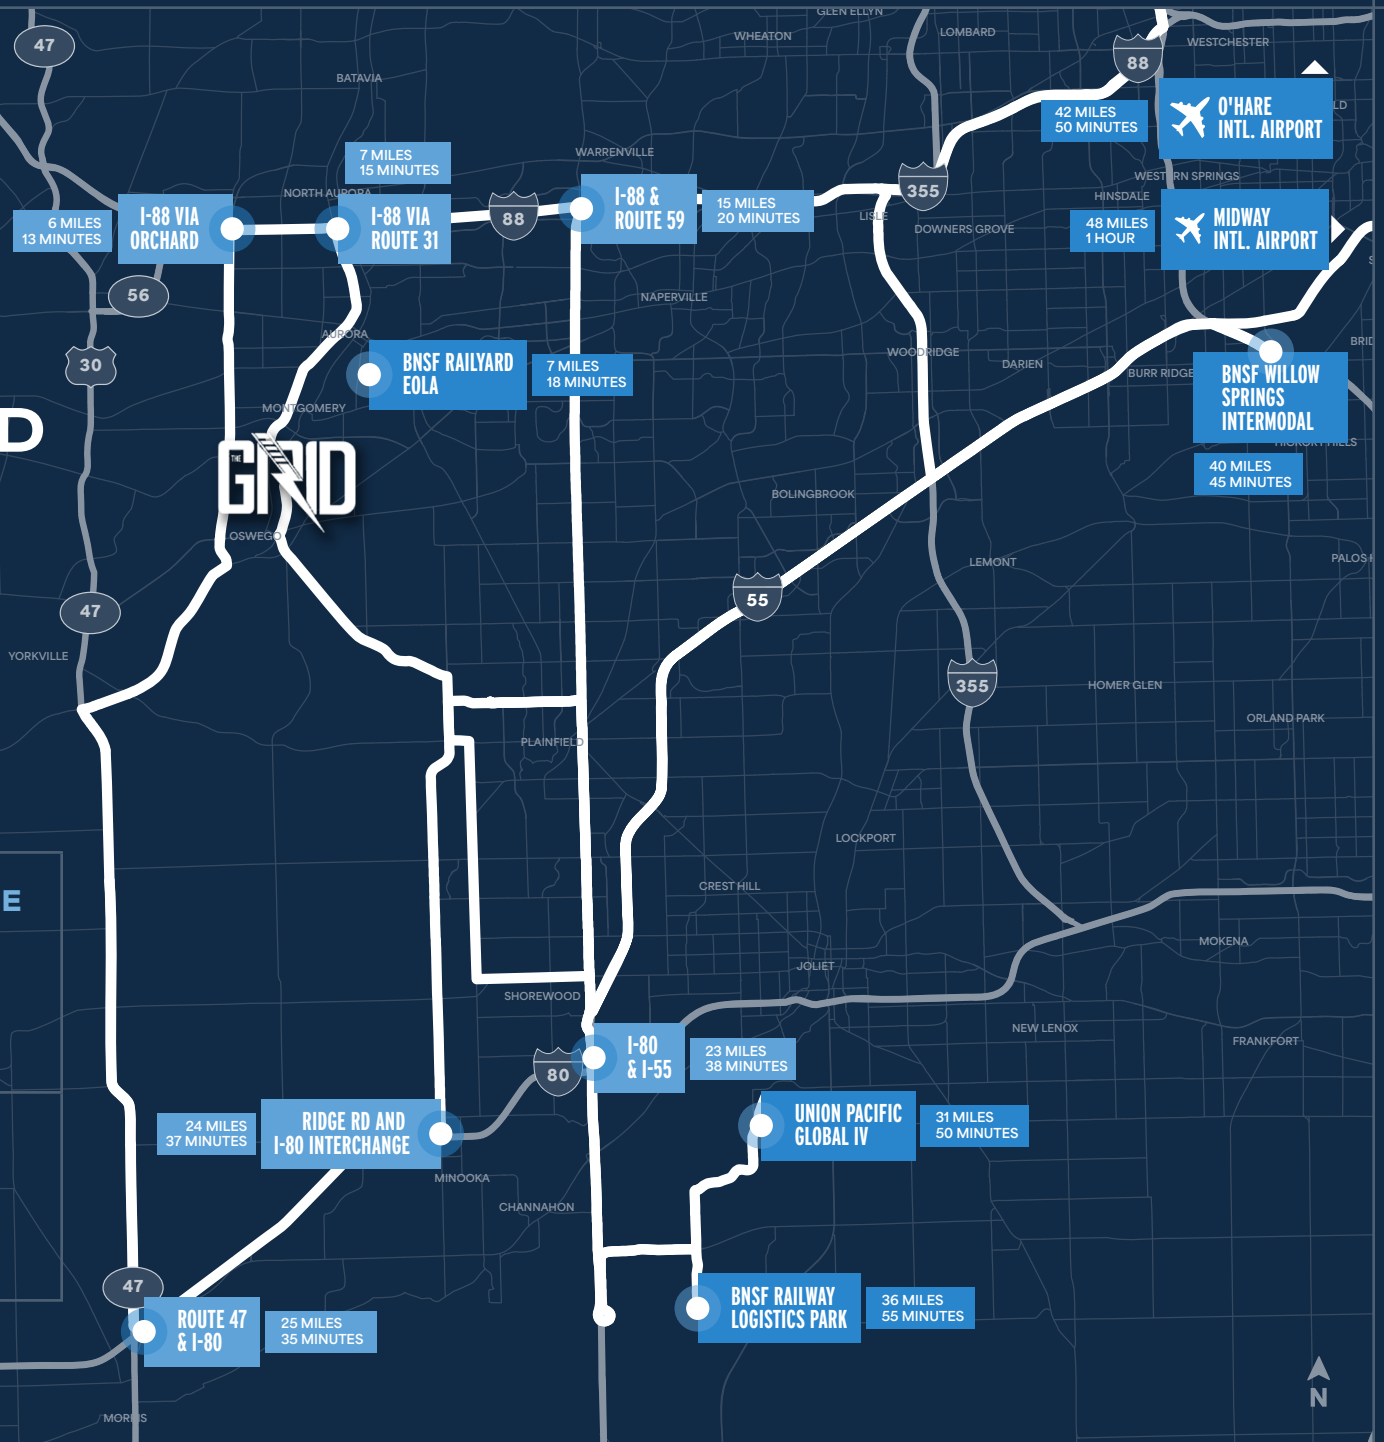 GLEN ELLYN
LOMBARD
WHEATON
WESTCHESTER
47
88
BATAVIA
O'HARE
INTL. AIRPORT
LD
42 MILES
50 MINUTES
7 MILES
15 MINUTES
WARRENVILLE
WESTERN SPRINGS
NORTH AURORA
HINSDALE
355
I-88 &
ROUTE 59
15 MILES
20 MINUTES
I-88 VIA
ORCHARD
6 MILES
13 MINUTES
I-88 VIA
ROUTE 31
88
LISLE
DOWNERS GROVE
48 MILES
1 HOUR
MIDWAY
INTL. AIRPORT
S
56
NAPERVILLE
AURORA
WOODRIDGE
DARIEN
BURR RIDGE
BRID
30
BNSF RAILYARD
EOLA
7 MILES
18 MINUTES
BNSF WILLOW
SPRINGS
INTERMODAL
HICKORY HILLS
40 MILES
45 MINUTES
MONTGOMERY
D
THE
GRID
BOLINGBROOK
OSWEGO
LEMONT
PALOS H
55
47
YORKVILLE
355
HOMER GLEN
ORLAND PARK
PLAINFIELD
LOCKPORT
CREST HILL
E
MOKENA
JOLIET
SHOREWOOD
NEW LENOX
FRANKFORT
I-80
& I-55
23 MILES
38 MINUTES
80
24 MILES
37 MINUTES
RIDGE RD AND
I-80 INTERCHANGE
UNION PACIFIC
GLOBAL IV
31 MILES
50 MINUTES
MINOOKA
CHANNAHON
47
ROUTE 47
& I-80
25 MILES
35 MINUTES
BNSF RAILWAY
LOGISTICS PARK
36 MILES
55 MINUTES
MORRIS
N